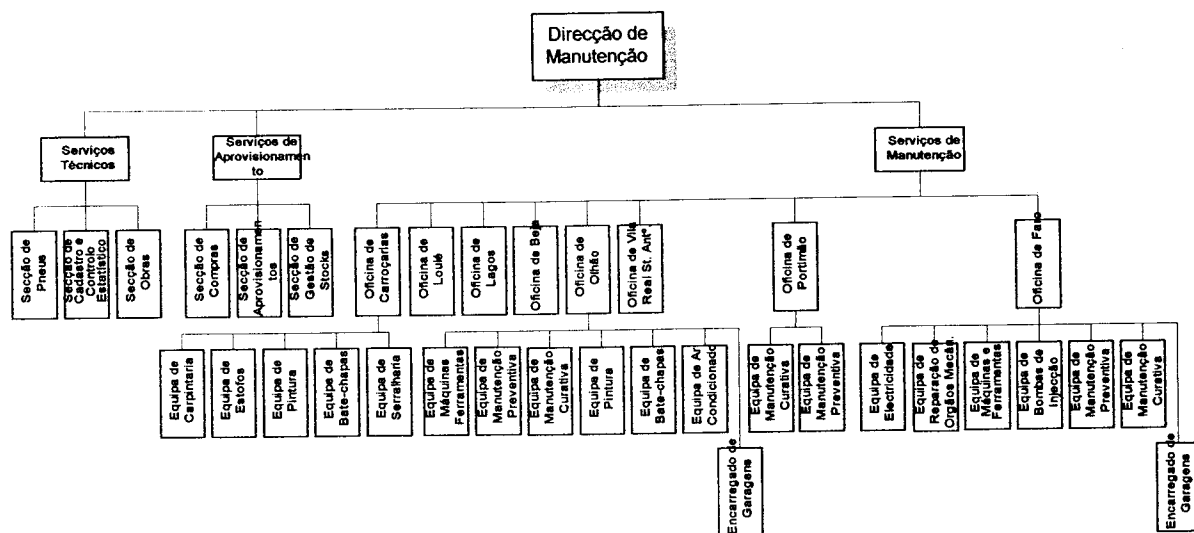 Direcção de
Manutenção
Serviços
Técnicos
Serviços de
Aprovisionamen
to
Serviços de
Manutenção
Secção de
Pneus
Secção de
Cadastro e
Controlo
Estatístico
Secção de
Obras
Secção de
Compras
Secção de
Aprovisionamen
tos
Secção de
Gestão de
Stocks
Oficina de
Carroçarias
Oficina de
Loulé
Oficina de
Lagos
Oficina de Beja
Oficina de
Olhão
Oficina de Vila
Real St. Antº
Oficina de
Portimão
Oficina de Faro
Equipa de
Carpintaria
Equipa de
Estofos
Equipa de
Pintura
Equipa de
Bate-chapas
Equipa de
Serralharia
Equipa de
Máquinas
Ferramentas
Equipa de
Manutenção
Preventiva
Equipa de
Manutenção
Curativa
Equipa de
Pintura
Equipa de
Bate-chapas
Equipa de Ar
Condicionado
Encarregado de
Garagens
Equipa de
Manutenção
Curativa
Equipa de
Manutenção
Preventiva
Equipa de
Electricidade
Equipa de
Reparação de
Orgãos Mecân.
Equipa de
Máquinas e
Ferramentas
Equipa de
Bombas de
Injecção
Equipa de
Manutenção
Preventiva
Equipa de
Manutenção
Curativa
Encarregado de
Garagens